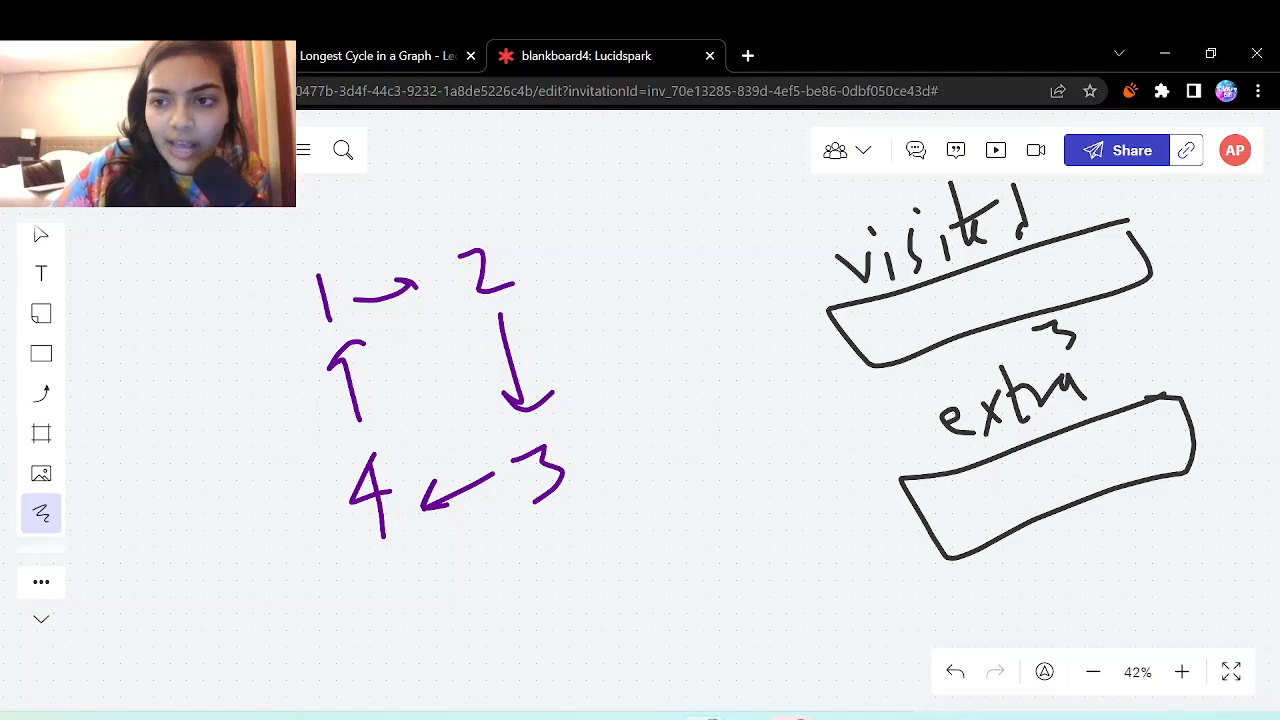 Longest Cycle in a Graph - Lee
blankboard4: Lucidspark
0477b-3d4f-44c3-9232-1a8de5226c4b/edit?invitationId=inv_70e13285-839d-4ef5-be86-0dbf050ce43d#
Share
AP
T
visited
1 2
3
extra
4 3
42%